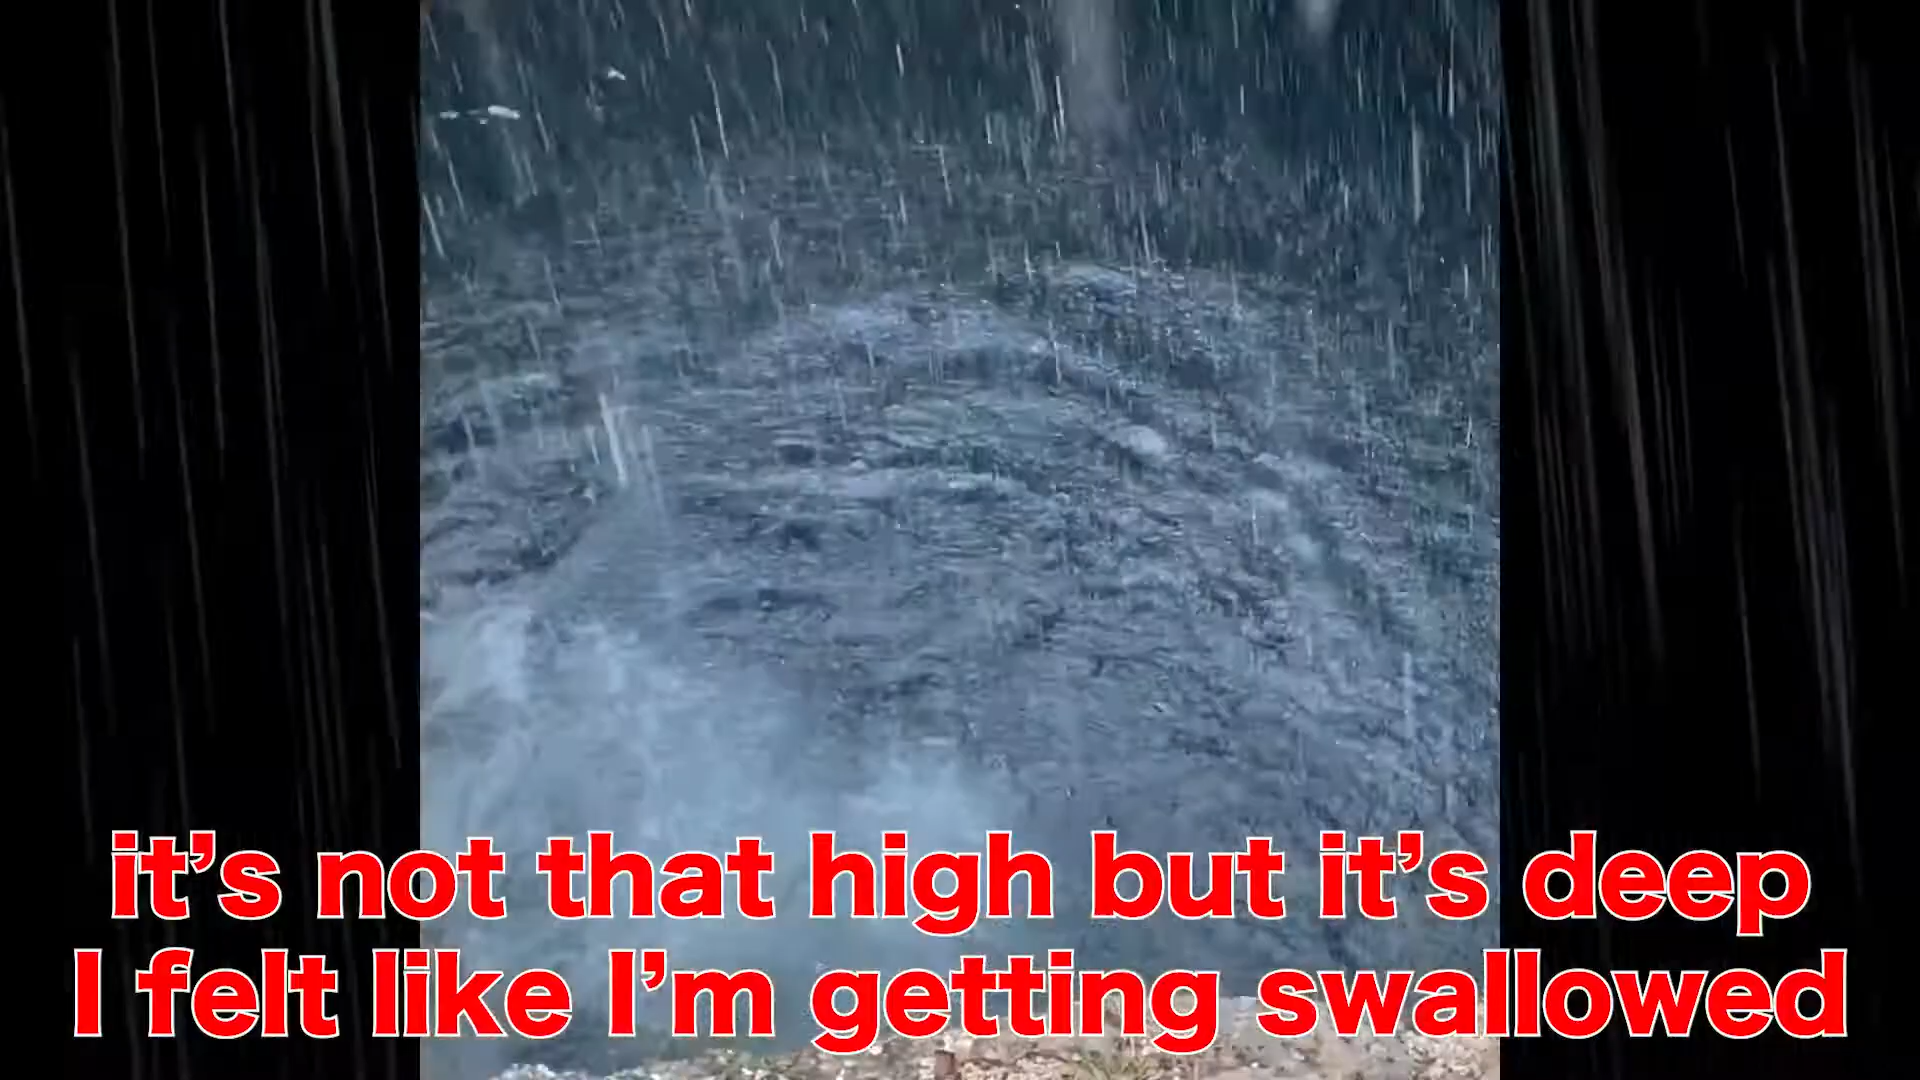 it’s not that high but it’s deep
I felt like I’m getting swallowed